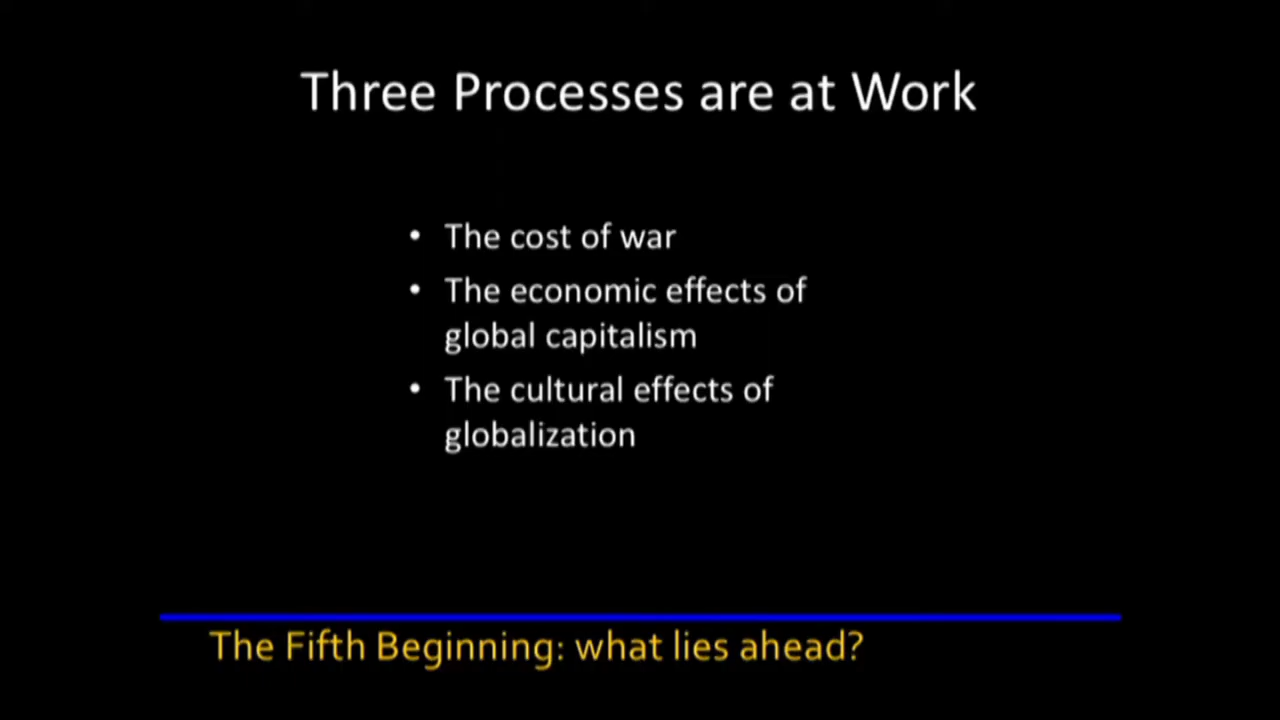 Three Processes are at Work
• The cost of war
• The economic effects of
global capitalism
• The cultural effects of
globalization
The Fifth Beginning: what lies ahead?